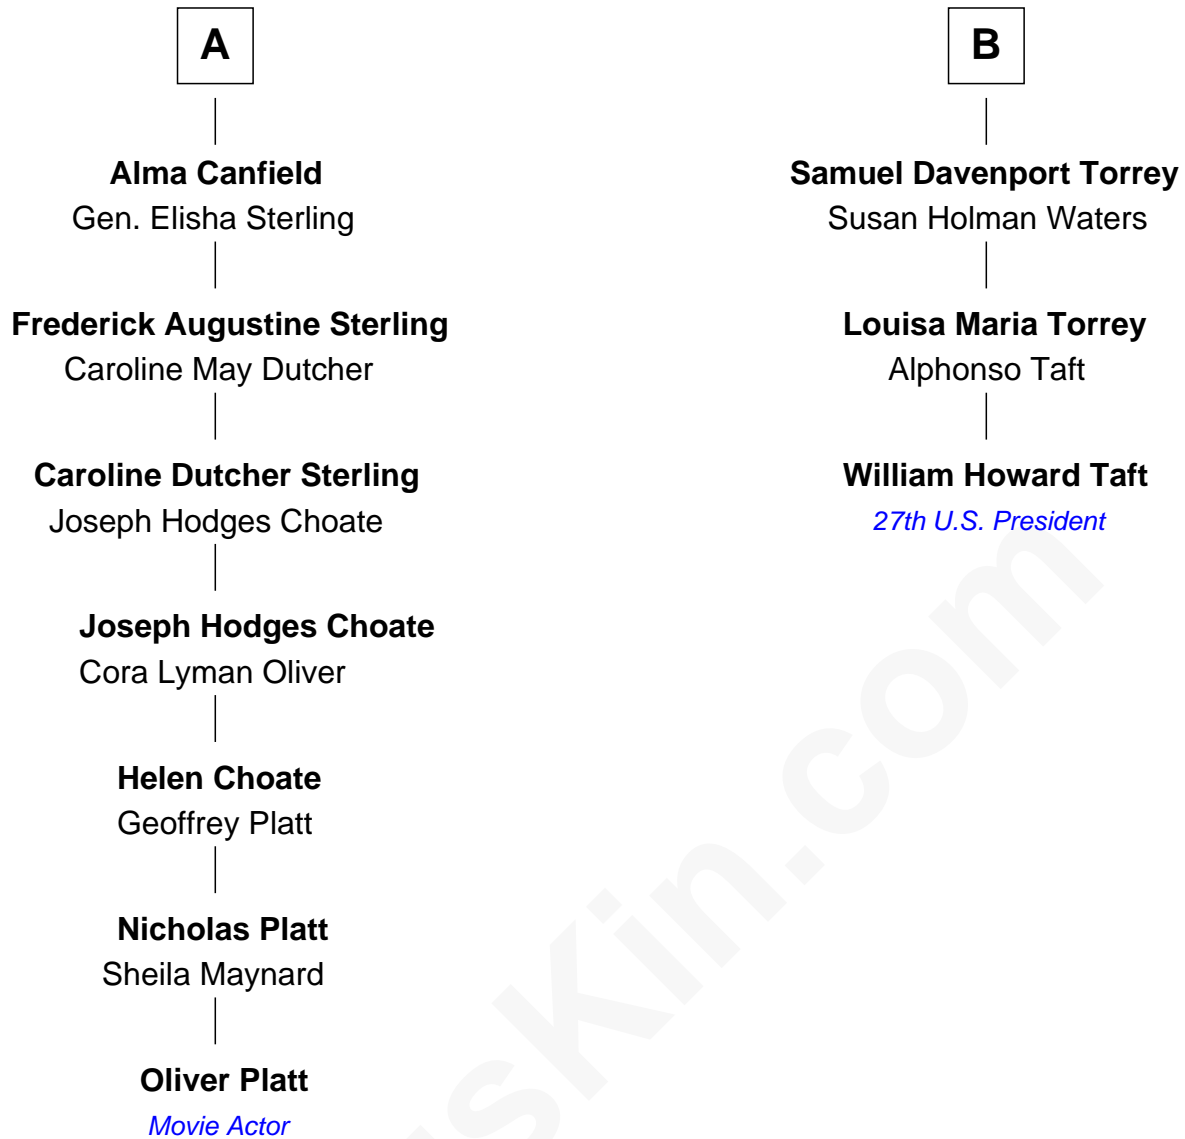 A
Alma Canfield
Gen. Elisha Sterling
Frederick Augustine Sterling
Caroline May Dutcher
Caroline Dutcher Sterling
Joseph Hodges Choate
Joseph Hodges Choate
Cora Lyman Oliver
Helen Choate
Geoffrey Platt
Nicholas Platt
Sheila Maynard
Oliver Platt
Movie Actor
B
Samuel Davenport Torrey
Susan Holman Waters
Louisa Maria Torrey
Alphonso Taft
William Howard Taft
27th U.S. President
sKin.com